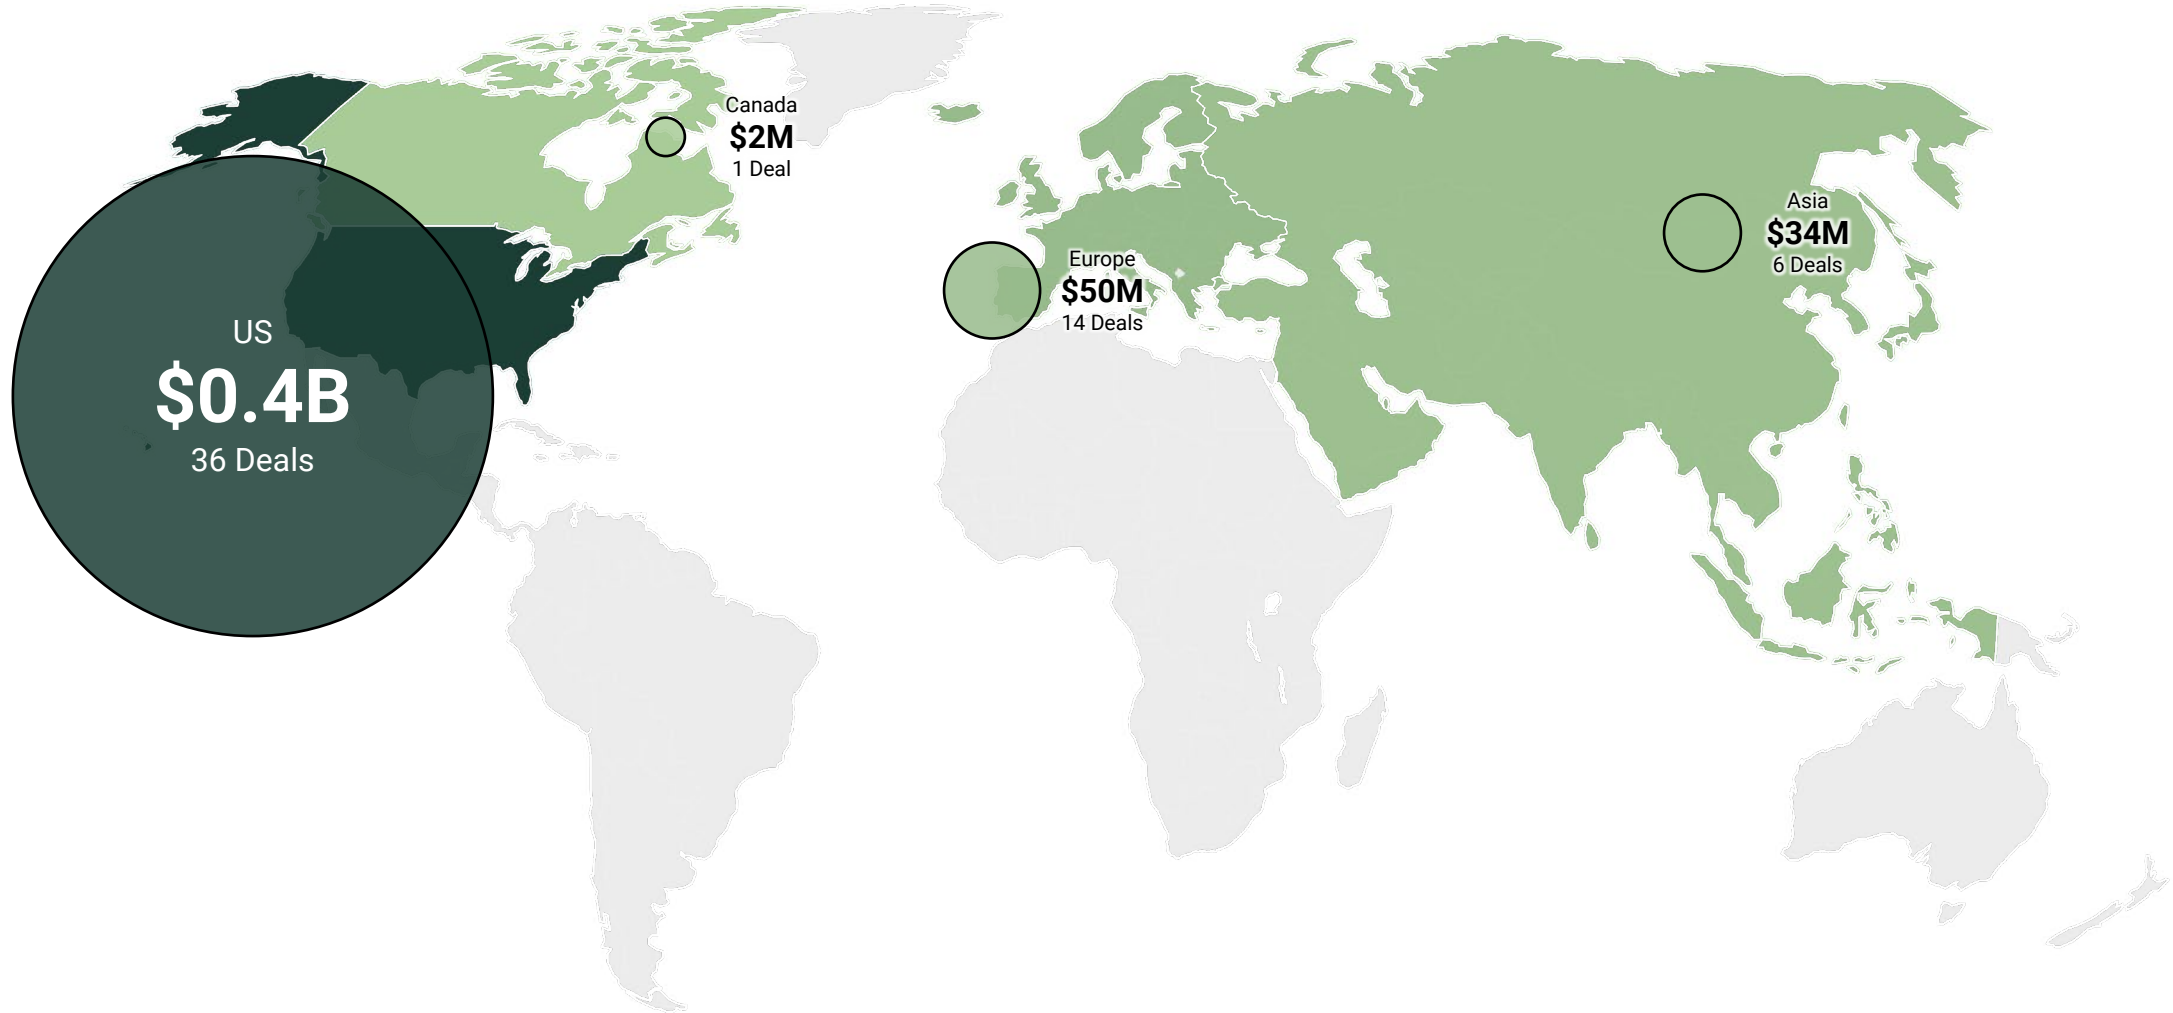 Canada
$2M
1 Deal
Asia
$34M
6 Deals
Europe
$50M
14 Deals
US
$0.4B
36 Deals